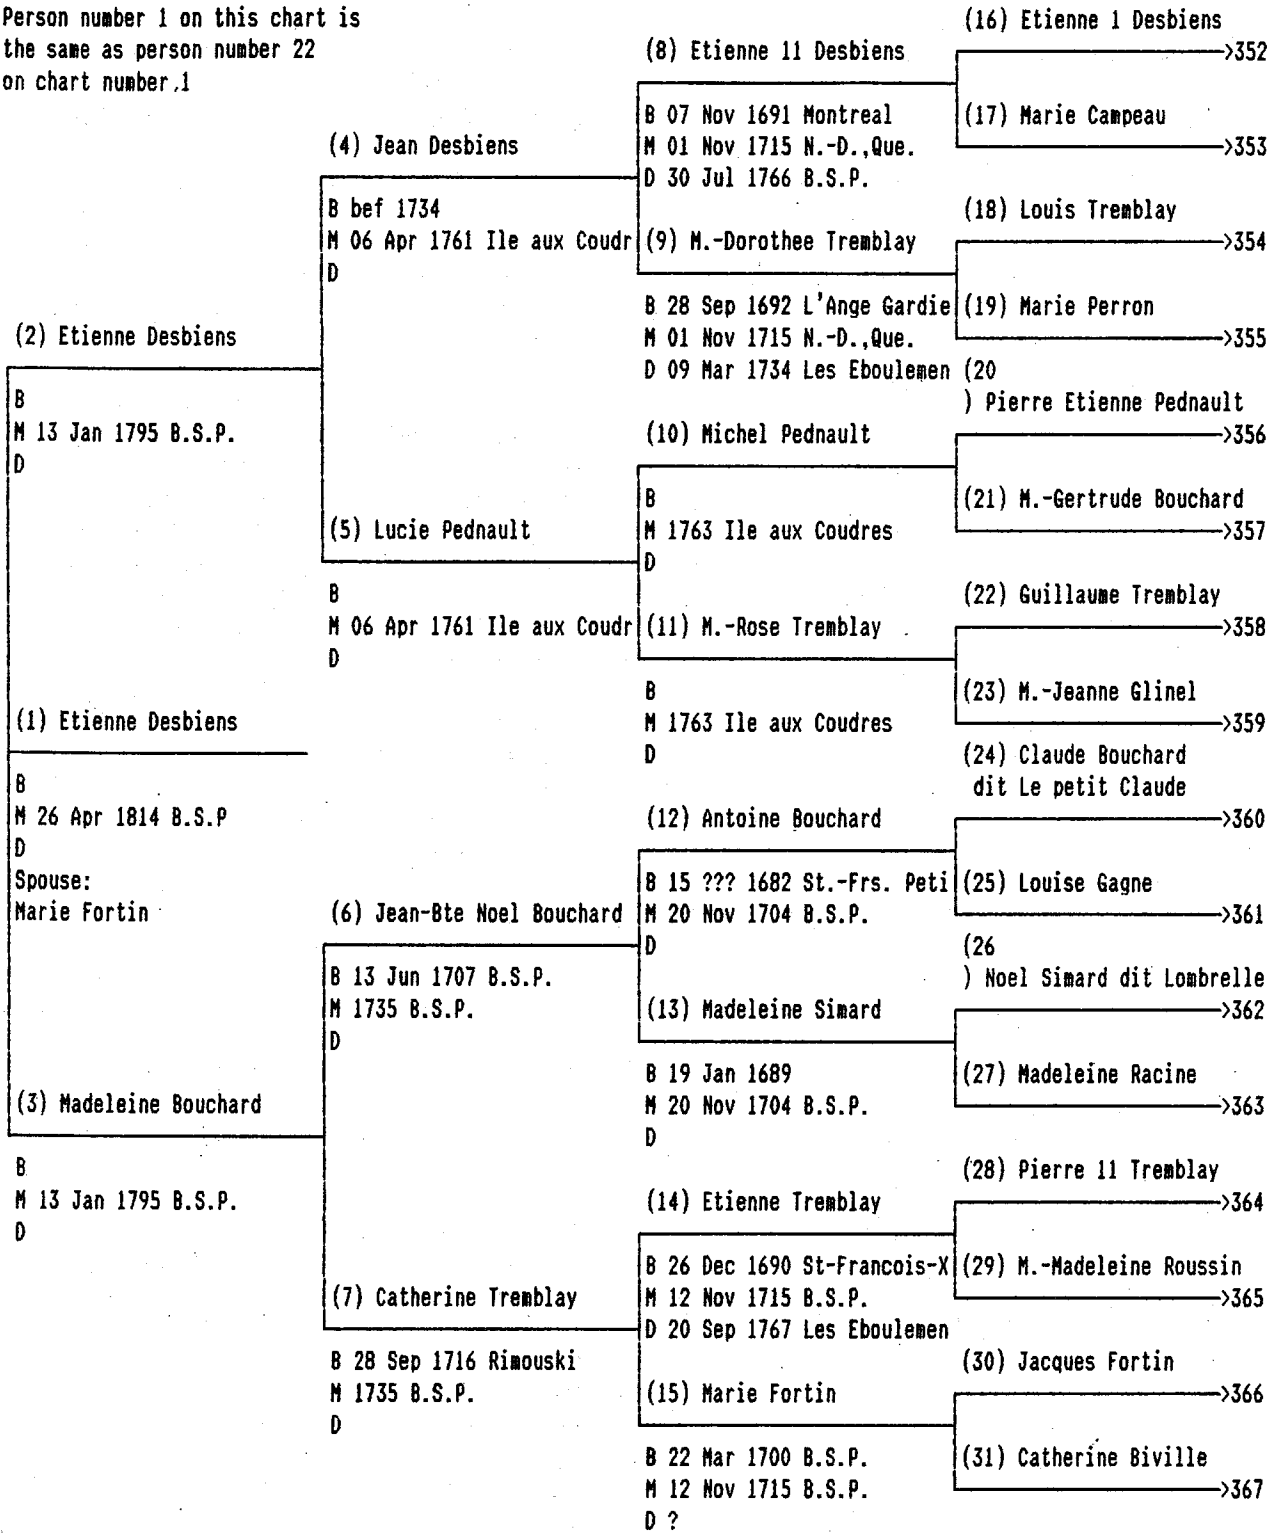 Person number 1 on this chart is
the same as person number 22
on chart number 1
(2) Etienne Desbiens
B
M 13 Jan 1795 B.S.P.
D
(1) Etienne Desbiens
B
M 26 Apr 1814 B.S.P
D
Spouse:
Marie Fortin
(3) Madeleine Bouchard
B
M 13 Jan 1795 B.S.P.
D
(4) Jean Desbiens
B bef 1734
M 06 Apr 1761 Ile aux Coudr
D
(5) Lucie Pednault
B
M 06 Apr 1761 Ile aux Coudr
D
(6) Jean-Bte Noel Bouchard
B 13 Jun 1707 B.S.P.
M 1735 B.S.P.
D
(7) Catherine Tremblay
B 28 Sep 1716 Rimouski
M 1735 B.S.P.
D
(8) Etienne 11 Desbiens
B 07 Nov 1691 Montreal
M 01 Nov 1715 N.-D.,Que.
D 30 Jul 1766 B.S.P.
(9) M.-Dorothee Tremblay
B 28 Sep 1692 L'Ange Gardie
M 01 Nov 1715 N.-D.,Que.
D 09 Mar 1734 Les Eboulemen
(10) Michel Pednault
B
M 1763 Ile aux Coudres
D
(11) M.-Rose Tremblay
B
M 1763 Ile aux Coudres
D
(12) Antoine Bouchard
B 15 ??? 1682 St.-Frs. Peti
M 20 Nov 1704 B.S.P.
D
(13) Madeleine Simard
B 19 Jan 1689
M 20 Nov 1704 B.S.P.
D
(14) Etienne Tremblay
B 26 Dec 1690 St-Francois-X
M 12 Nov 1715 B.S.P.
D 20 Sep 1767 Les Eboulemen
(15) Marie Fortin
B 22 Mar 1700 B.S.P.
M 12 Nov 1715 B.S.P.
D ?
(16) Etienne 1 Desbiens
>352
(17) Marie Campeau
>353
(18) Louis Tremblay
>354
(19) Marie Perron
>355
(20
) Pierre Etienne Pednault
>356
(21) M.-Gertrude Bouchard
>357
(22) Guillaume Tremblay
>358
(23) M.-Jeanne Glinel
>359
(24) Claude Bouchard
dit Le petit Claude
>360
(25) Louise Gagne
>361
(26
) Noel Simard dit Lombrelle
>362
(27) Madeleine Racine
>363
(28) Pierre 11 Tremblay
>364
(29) M.-Madeleine Roussin
>365
(30) Jacques Fortin
>366
(31) Catherine Biville
>367